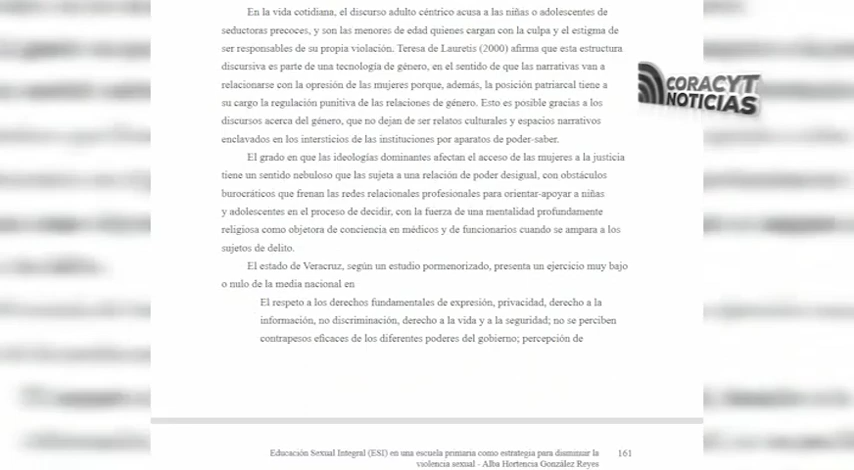 En la vida cotidiana, el discurso adulto céntrico acusa a las niñas o adolescentes de
seductoras precoces, y son las menores de edad quienes cargan con la culpa y el estigma de
ser responsables de su propia violación. Teresa de Lauretis (2000) afirma que esta estructura
discursiva es parte de una tecnología de género, en el sentido de que las narrativas van a
relacionarse con la opresión de las mujeres porque, además, la posición patriarcal tiene a
su cargo la regulación punitiva de las relaciones de género. Esto es posible gracias a los
discursos acerca del género, que no dejan de ser relatos culturales y espacios narrativos
enclavados en los intersticios de las instituciones por aparatos de poder-saber.
El grado en que las ideologías dominantes afectan el acceso de las mujeres a la justicia
tiene un sentido nebuloso que las sujeta a una relación de poder desigual, con obstáculos
burocráticos que frenan las redes relacionales profesionales para orientar-apoyar a niñas
y adolescentes en el proceso de decidir, con la fuerza de una mentalidad profundamente
religiosa como objetora de conciencia en médicos y de funcionarios cuando se ampara a los
sujetos de delito.
El estado de Veracruz, según un estudio pormenorizado, presenta un ejercicio muy bajo
o nulo de la media nacional en
El respeto a los derechos fundamentales de expresión, privacidad, derecho a la
información, no discriminación, derecho a la vida y a la seguridad; no se perciben
contrapesos eficaces de los diferentes poderes del gobierno; percepción de
Educación Sexual Integral (ESI) en una escuela primaria como estrategia para disminuir la
violencia sexual - Alba Hortencia González Reyes
161
CORACYT
NOTICIAS